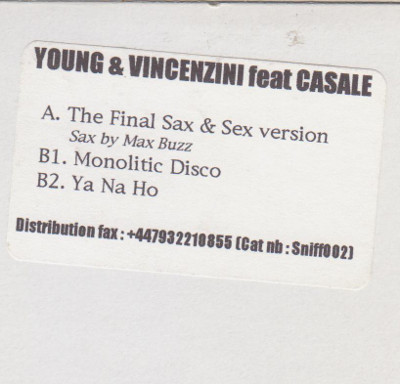 YOUNG & VINCENZINI feat CASALE
A. The Final Sax & Sex version
Sax by Max Buzz
B1. Monolitic Disco
B2. Ya Na Ho
Distribution fax : +447932210855 (Cat nb : Sniff002)